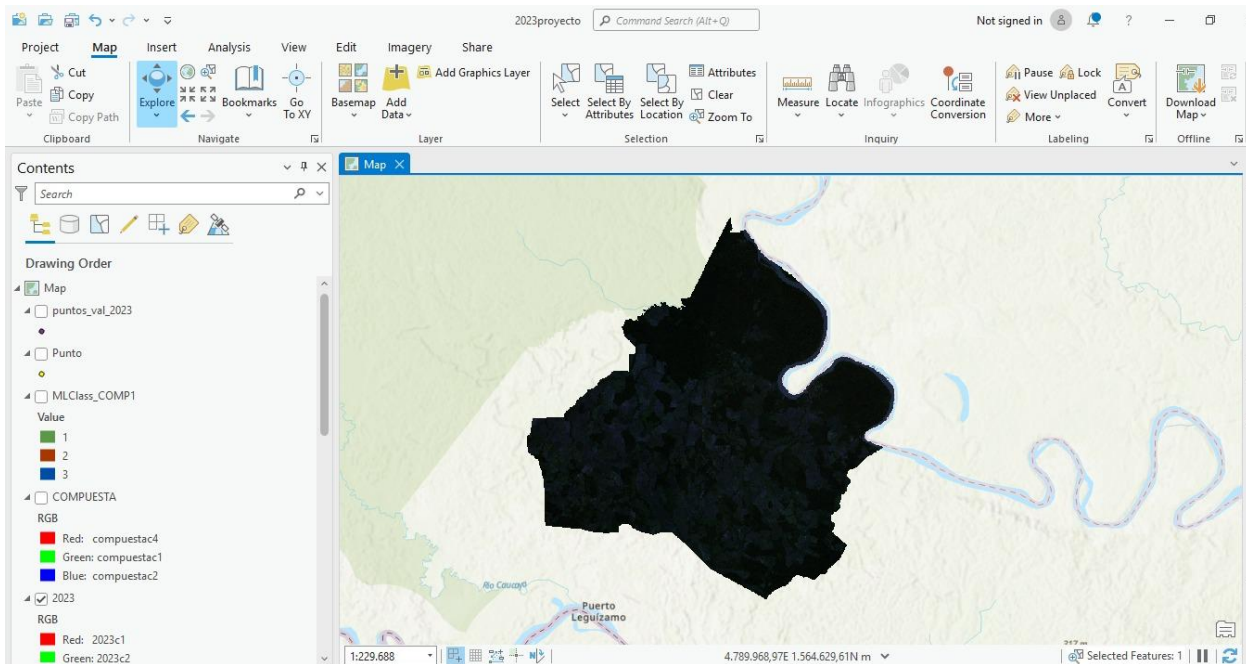 2023proyecto
Command Search (Alt+Q)
Not signed in
?
Project Map Insert Analysis View Edit Imagery Share
Paste
Cut
Copy
Copy Path
Clipboard
Explore
Bookmarks
Go To XY
Navigate
Basemap
Add Data
Add Graphics Layer
Layer
Select
Select By Attributes
Select By Location
Attributes
Clear
Zoom To
Selection
Measure
Locate
Infographics
Coordinate Conversion
Inquiry
Pause
Lock
View Unplaced
More
Convert
Labeling
Download Map
Offline
Contents
Search
Drawing Order
Map
puntos_val_2023
Punto
MLClass_COMP1
Value
1
2
3
COMPUESTA
RGB
Red: compuestac4
Green: compuestac1
Blue: compuestac2
2023
RGB
Red: 2023c1
Green: 2023c2
Map
Río Caucayá
Puerto
Leguízamo
217 m
1:229.688
4.789.968,97E 1.564.629,61N m
Selected Features: 1